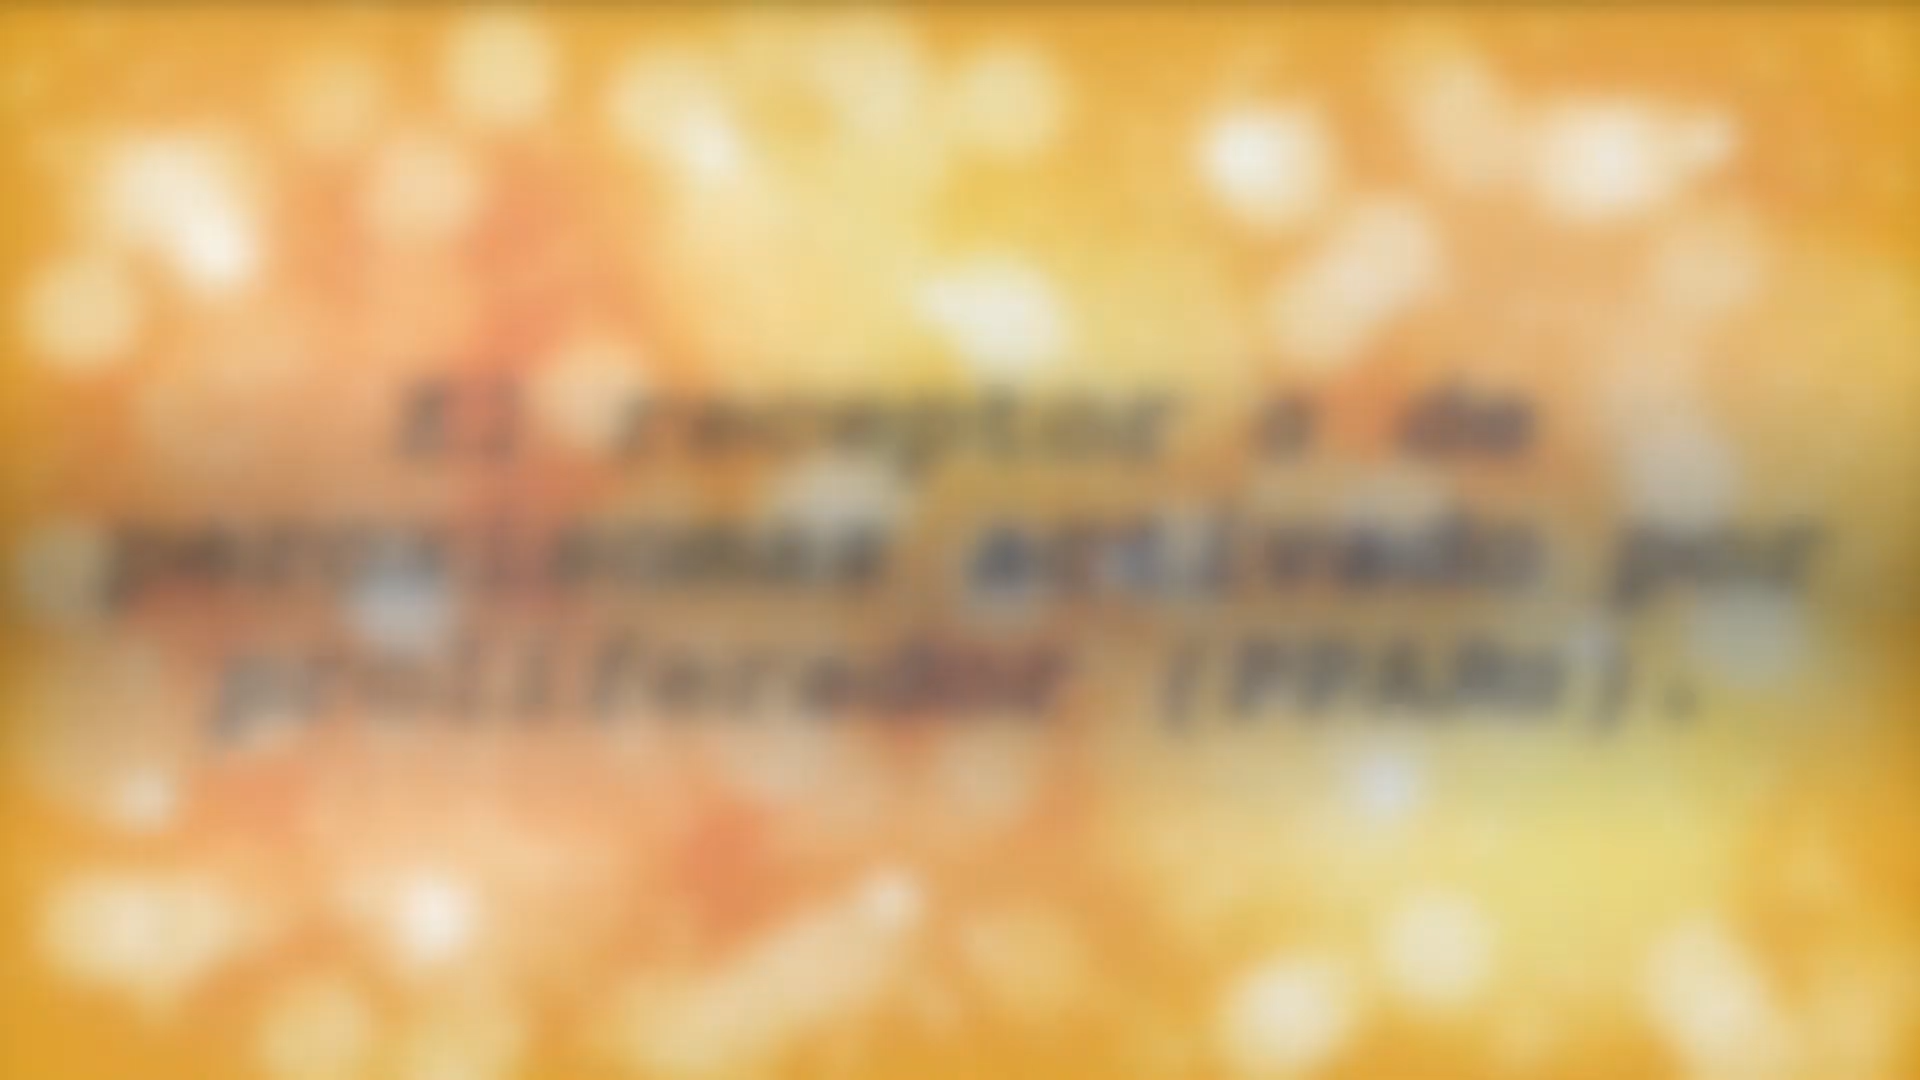 El receptor α de
peroxisomas activado por
proliferador (PPARα).